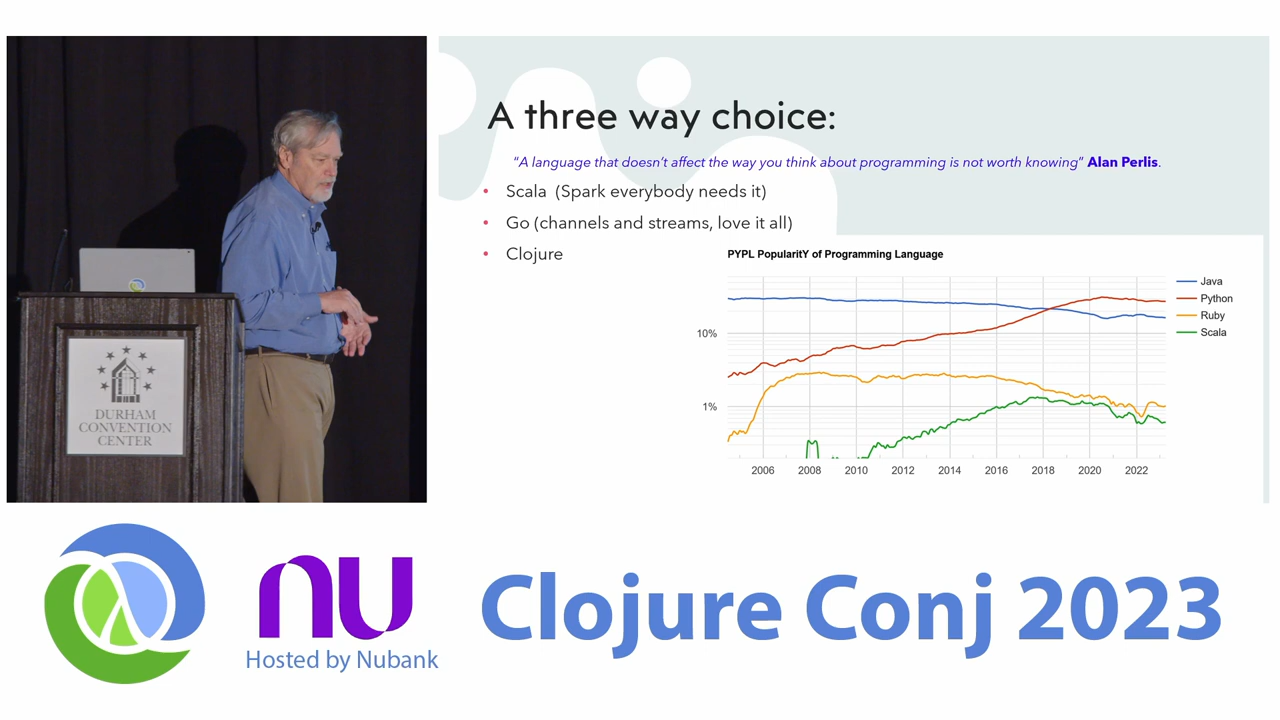 A three way choice:
“A language that doesn’t affect the way you think about programming is not worth knowing” Alan Perlis.
• Scala (Spark everybody needs it)
• Go (channels and streams, love it all)
• Clojure
PYPL PopularitY of Programming Language
Java
Python
Ruby
Scala
10%
1%
2006 2008 2010 2012 2014 2016 2018 2020 2022
DURHAM
CONVENTION
CENTER
nu
Hosted by Nubank
Clojure Conj 2023